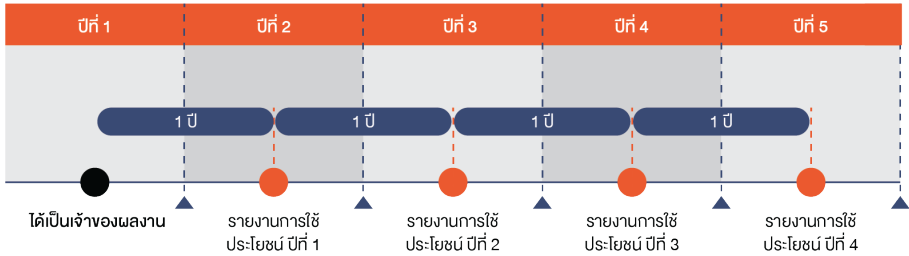 ปีที่ 1
ปีที่ 2
ปีที่ 3
ปีที่ 4
ปีที่ 5
1 ปี
1 ปี
1 ปี
1 ปี
ได้เป็นเจ้าของผลงาน
รายงานการใช้
ประโยชน์ ปีที่ 1
รายงานการใช้
ประโยชน์ ปีที่ 2
รายงานการใช้
ประโยชน์ ปีที่ 3
รายงานการใช้
ประโยชน์ ปีที่ 4